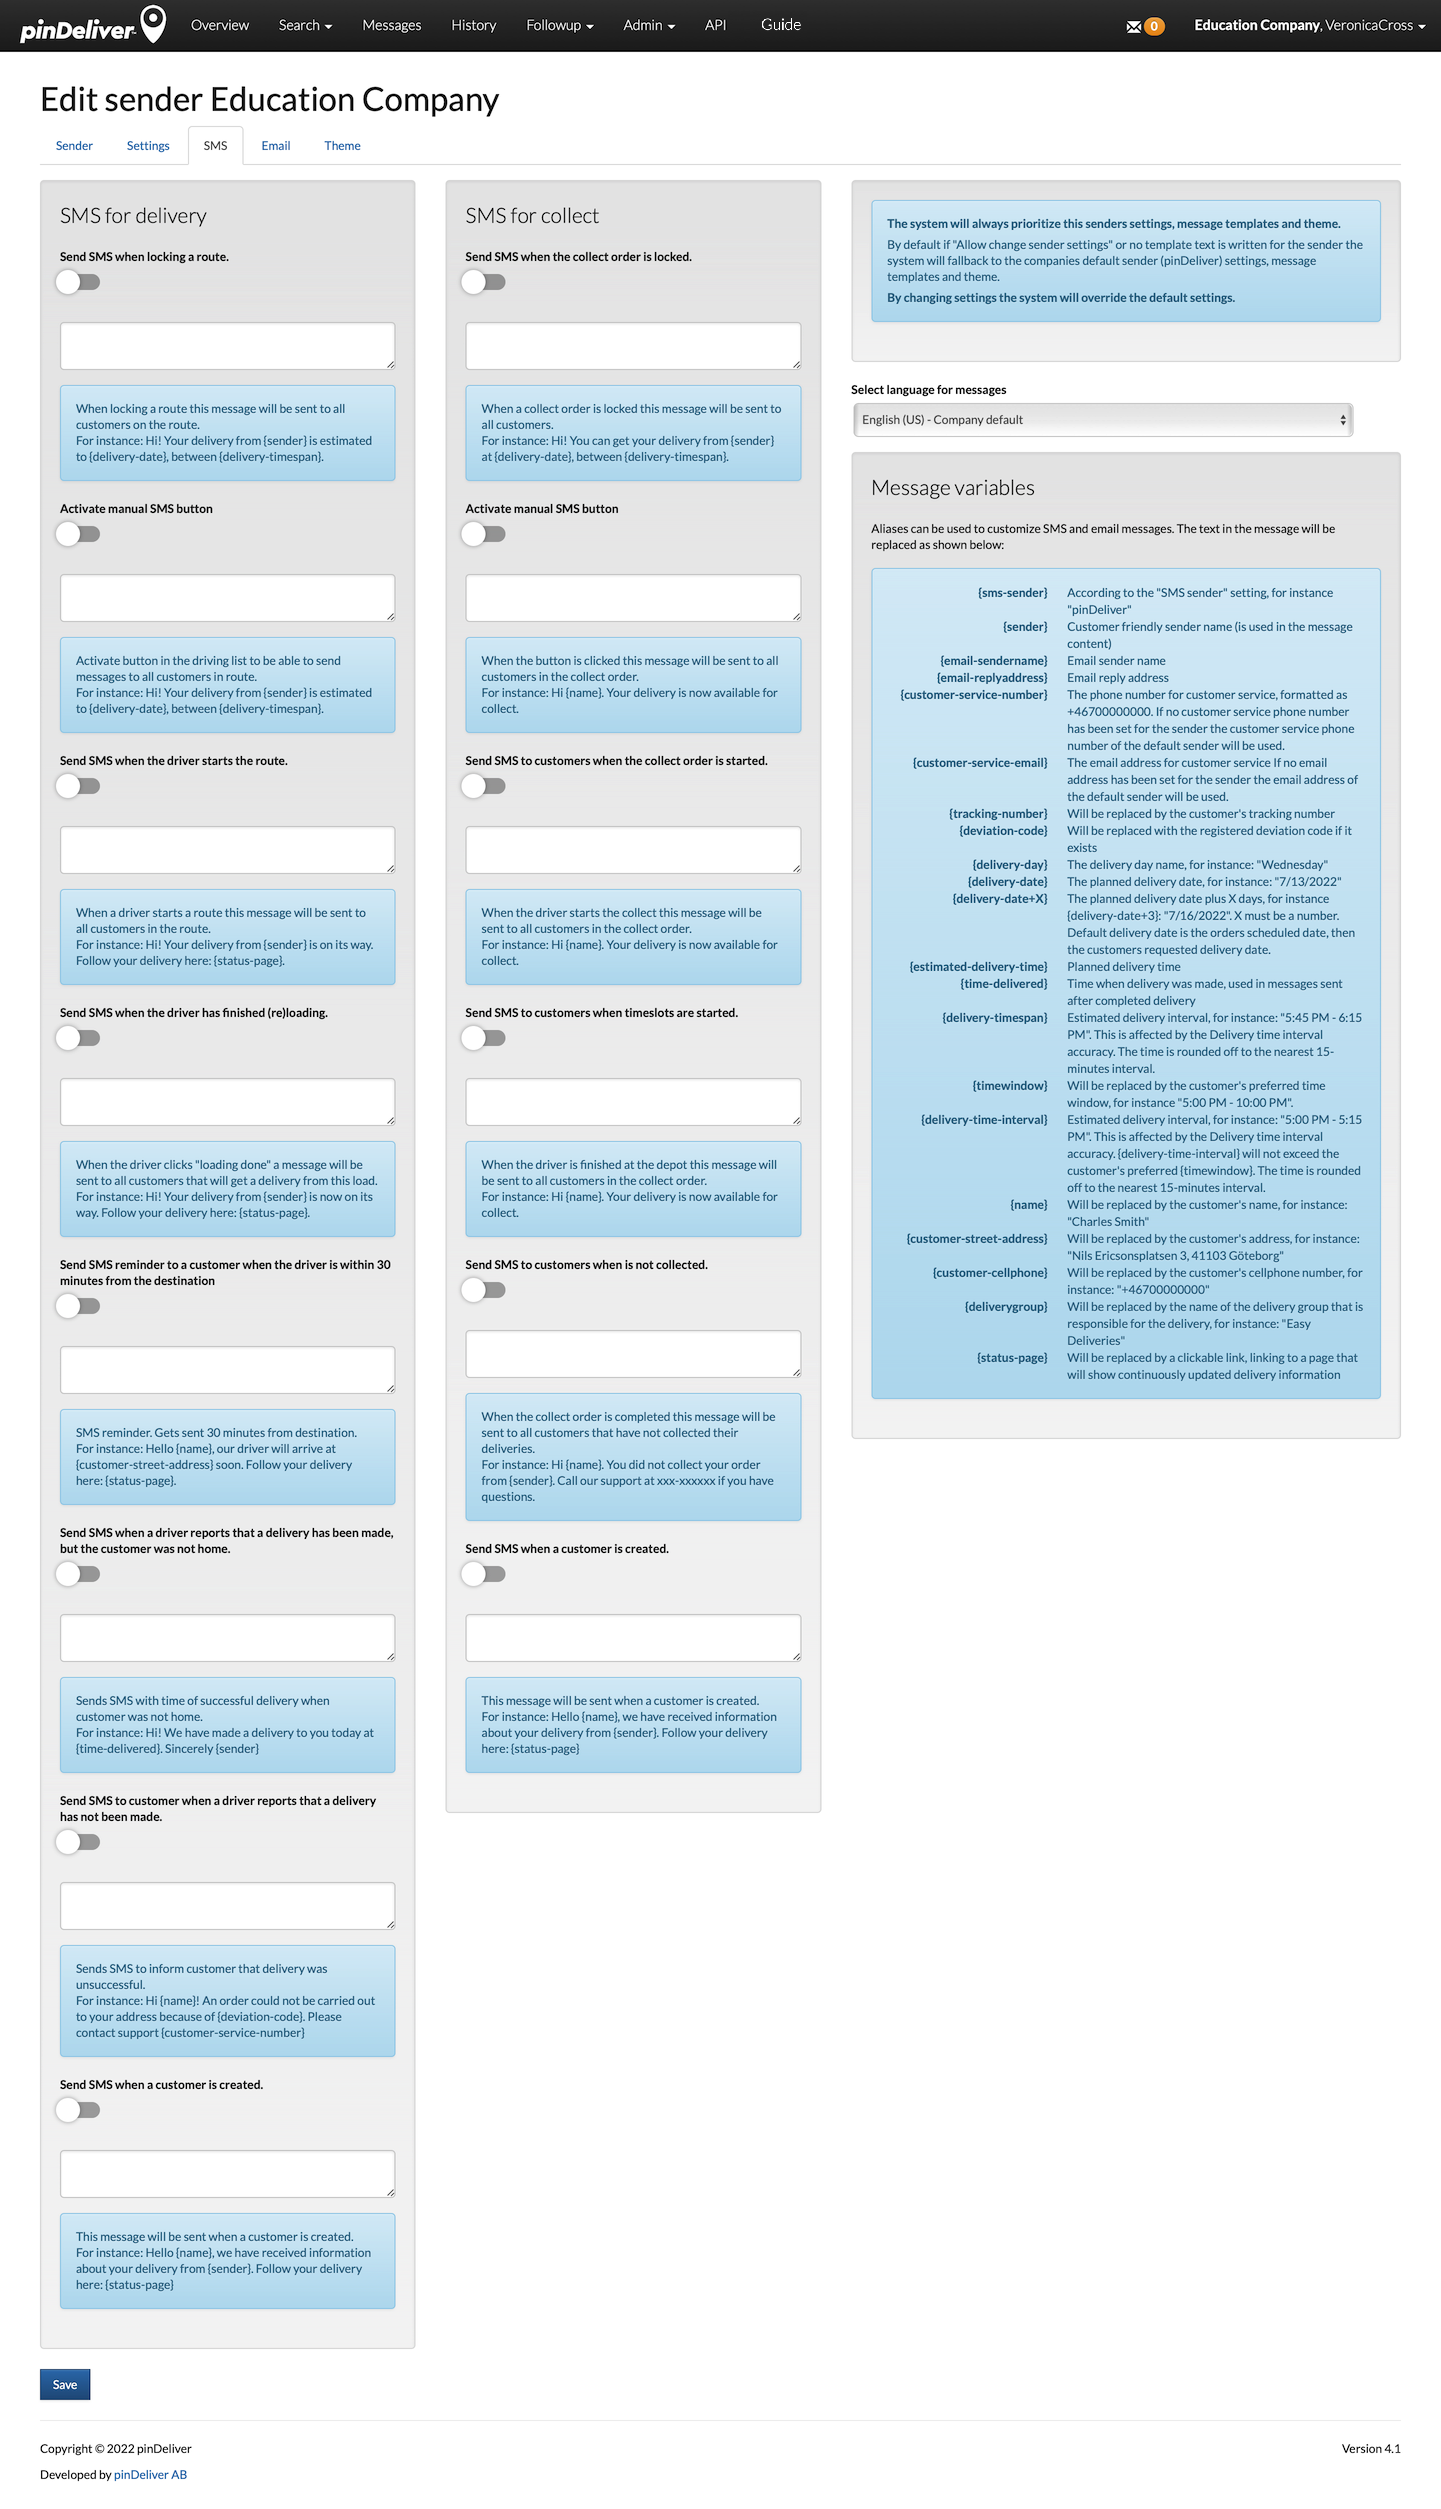 pinDeliver
Overview
Search
Messages
History
Followup
Admin
API
Guide
0
Education Company, VeronicaCross
Edit sender Education Company
Sender
Settings
SMS
Email
Theme
SMS for delivery
Send SMS when locking a route.
When locking a route this message will be sent to all
customers on the route.
For instance: Hi! Your delivery from {sender} is estimated
to {delivery-date}, between {delivery-timespan}.
Activate manual SMS button
Activate button in the driving list to be able to send
messages to all customers in route.
For instance: Hi! Your delivery from {sender} is estimated
to {delivery-date}, between {delivery-timespan}.
Send SMS when the driver starts the route.
When a driver starts a route this message will be sent to
all customers in the route.
For instance: Hi! Your delivery from {sender} is on its way.
Follow your delivery here: {status-page}.
Send SMS when the driver has finished (re)loading.
When the driver clicks "loading done" a message will be
sent to all customers that will get a delivery from this load.
For instance: Hi! Your delivery from {sender} is now on its
way. Follow your delivery here: {status-page}.
Send SMS reminder to a customer when the driver is within 30
minutes from the destination
SMS reminder. Gets sent 30 minutes from destination.
For instance: Hello {name}, our driver will arrive at
{customer-street-address} soon. Follow your delivery
here: {status-page}.
Send SMS when a driver reports that a delivery has been made,
but the customer was not home.
Sends SMS with time of successful delivery when
customer was not home.
For instance: Hi! We have made a delivery to you today at
{time-delivered}. Sincerely {sender}
Send SMS to customer when a driver reports that a delivery
has not been made.
Sends SMS to inform customer that delivery was
unsuccessful.
For instance: Hi {name}! An order could not be carried out
to your address because of {deviation-code}. Please
contact support {customer-service-number}
Send SMS when a customer is created.
This message will be sent when a customer is created.
For instance: Hello {name}, we have received information
about your delivery from {sender}. Follow your delivery
here: {status-page}
SMS for collect
Send SMS when the collect order is locked.
When a collect order is locked this message will be sent to
all customers.
For instance: Hi! You can get your delivery from {sender}
at {delivery-date}, between {delivery-timespan}.
Activate manual SMS button
When the button is clicked this message will be sent to all
customers in the collect order.
For instance: Hi {name}. Your delivery is now available for
collect.
Send SMS to customers when the collect order is started.
When the driver starts the collect this message will be
sent to all customers in the collect order.
For instance: Hi {name}. Your delivery is now available for
collect.
Send SMS to customers when timeslots are started.
When the driver is finished at the depot this message will
be sent to all customers in the collect order.
For instance: Hi {name}. Your delivery is now available for
collect.
Send SMS to customers when is not collected.
When the collect order is completed this message will be
sent to all customers that have not collected their
deliveries.
For instance: Hi {name}. You did not collect your order
from {sender}. Call our support at xxx-xxxxxx if you have
questions.
Send SMS when a customer is created.
This message will be sent when a customer is created.
For instance: Hello {name}, we have received information
about your delivery from {sender}. Follow your delivery
here: {status-page}
The system will always prioritize this senders settings, message templates and theme.
By default if "Allow change sender settings" or no template text is written for the sender the
system will fallback to the companies default sender (pinDeliver) settings, message
templates and theme.
By changing settings the system will override the default settings.
Select language for messages
English (US) - Company default
Message variables
Aliases can be used to customize SMS and email messages. The text in the message will be
replaced as shown below:
{sms-sender} According to the "SMS sender" setting, for instance
"pinDeliver"
{sender} Customer friendly sender name (is used in the message
content)
{email-sendername} Email sender name
{email-replyaddress} Email reply address
{customer-service-number} The phone number for customer service, formatted as
+46700000000. If no customer service phone number
has been set for the sender the customer service phone
number of the default sender will be used.
{customer-service-email} The email address for customer service If no email
address has been set for the sender the email address of
the default sender will be used.
{tracking-number} Will be replaced by the customer's tracking number
{deviation-code} Will be replaced with the registered deviation code if it
exists
{delivery-day} The delivery day name, for instance: "Wednesday"
{delivery-date} The planned delivery date, for instance: "7/13/2022"
{delivery-date+X} The planned delivery date plus X days, for instance
{delivery-date+3}: "7/16/2022". X must be a number.
Default delivery date is the orders scheduled date, then
the customers requested delivery date.
{estimated-delivery-time} Planned delivery time
{time-delivered} Time when delivery was made, used in messages sent
after completed delivery
{delivery-timespan} Estimated delivery interval, for instance: "5:45 PM - 6:15
PM". This is affected by the Delivery time interval
accuracy. The time is rounded off to the nearest 15-
minutes interval.
{timewindow} Will be replaced by the customer's preferred time
window, for instance "5:00 PM - 10:00 PM".
{delivery-time-interval} Estimated delivery interval, for instance: "5:00 PM - 5:15
PM". This is affected by the Delivery time interval
accuracy. {delivery-time-interval} will not exceed the
customer's preferred {timewindow}. The time is rounded
off to the nearest 15-minutes interval.
{name} Will be replaced by the customer's name, for instance:
"Charles Smith"
{customer-street-address} Will be replaced by the customer's address, for instance:
"Nils Ericsonsplatsen 3, 41103 Göteborg"
{customer-cellphone} Will be replaced by the customer's cellphone number, for
instance: "+46700000000"
{deliverygroup} Will be replaced by the name of the delivery group that is
responsible for the delivery, for instance: "Easy
Deliveries"
{status-page} Will be replaced by a clickable link, linking to a page that
will show continuously updated delivery information
Save
Copyright © 2022 pinDeliver
Version 4.1
Developed by pinDeliver AB